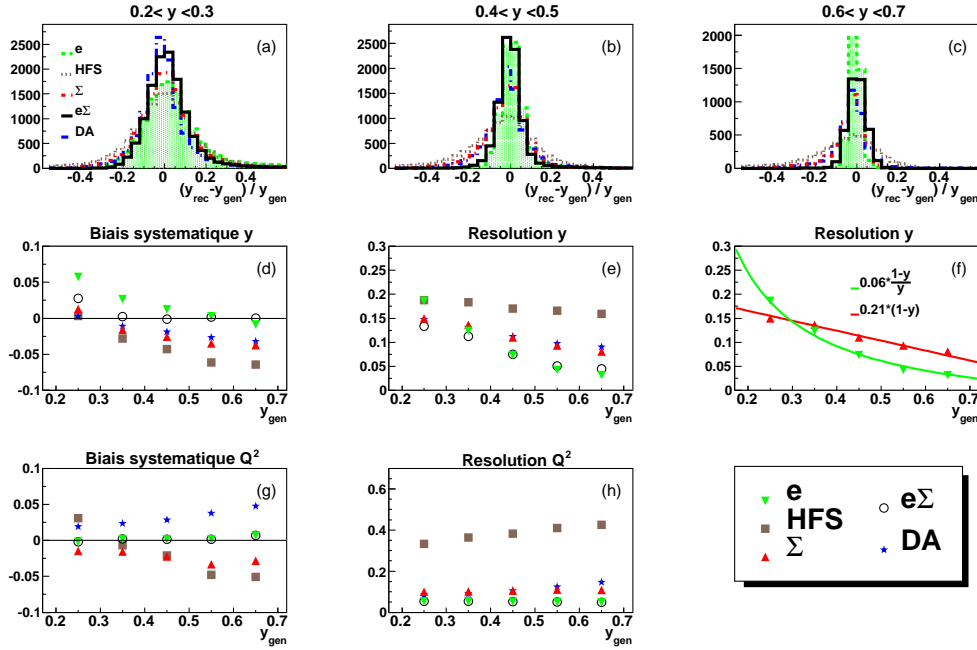 0.2< y <0.3
0.4< y <0.5
0.6< y <0.7
(a)
e
HFS
Σ
eΣ
DA
2500
2000
1500
1000
500
0
-0.4 -0.2 0 0.2 0.4
(y_rec-y_gen) / y_gen
(b)
2500
2000
1500
1000
500
0
-0.4 -0.2 0 0.2 0.4
(y_rec-y_gen) / y_gen
(c)
2000
1500
1000
500
0
-0.4 -0.2 0 0.2 0.4
(y_rec-y_gen) / y_gen
Biais systematique y
(d)
0.1
0.05
0
-0.05
-0.1
0.2 0.3 0.4 0.5 0.6 0.7
y_gen
Resolution y
(e)
0.3
0.25
0.2
0.15
0.1
0.05
0
0.2 0.3 0.4 0.5 0.6 0.7
y_gen
Resolution y
(f)
0.06*(1-y)/y
0.21*(1-y)
0.3
0.25
0.2
0.15
0.1
0.05
0
0.2 0.3 0.4 0.5 0.6 0.7
y_gen
Biais systematique Q²
(g)
0.1
0.05
0
-0.05
-0.1
0.2 0.3 0.4 0.5 0.6 0.7
y_gen
Resolution Q²
(h)
0.6
0.4
0.2
0
0.2 0.3 0.4 0.5 0.6 0.7
y_gen
e
HFS
Σ
eΣ
DA